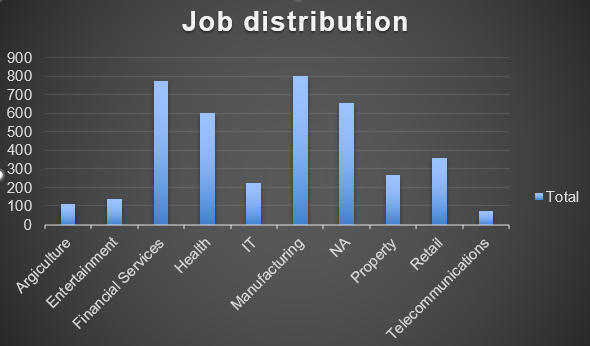 Job distribution
900
800
700
600
500
400
300
200
100
0
Argiculture
Entertainment
Financial Services
Health
IT
Manufacturing
NA
Property
Retail
Telecommunications
Total